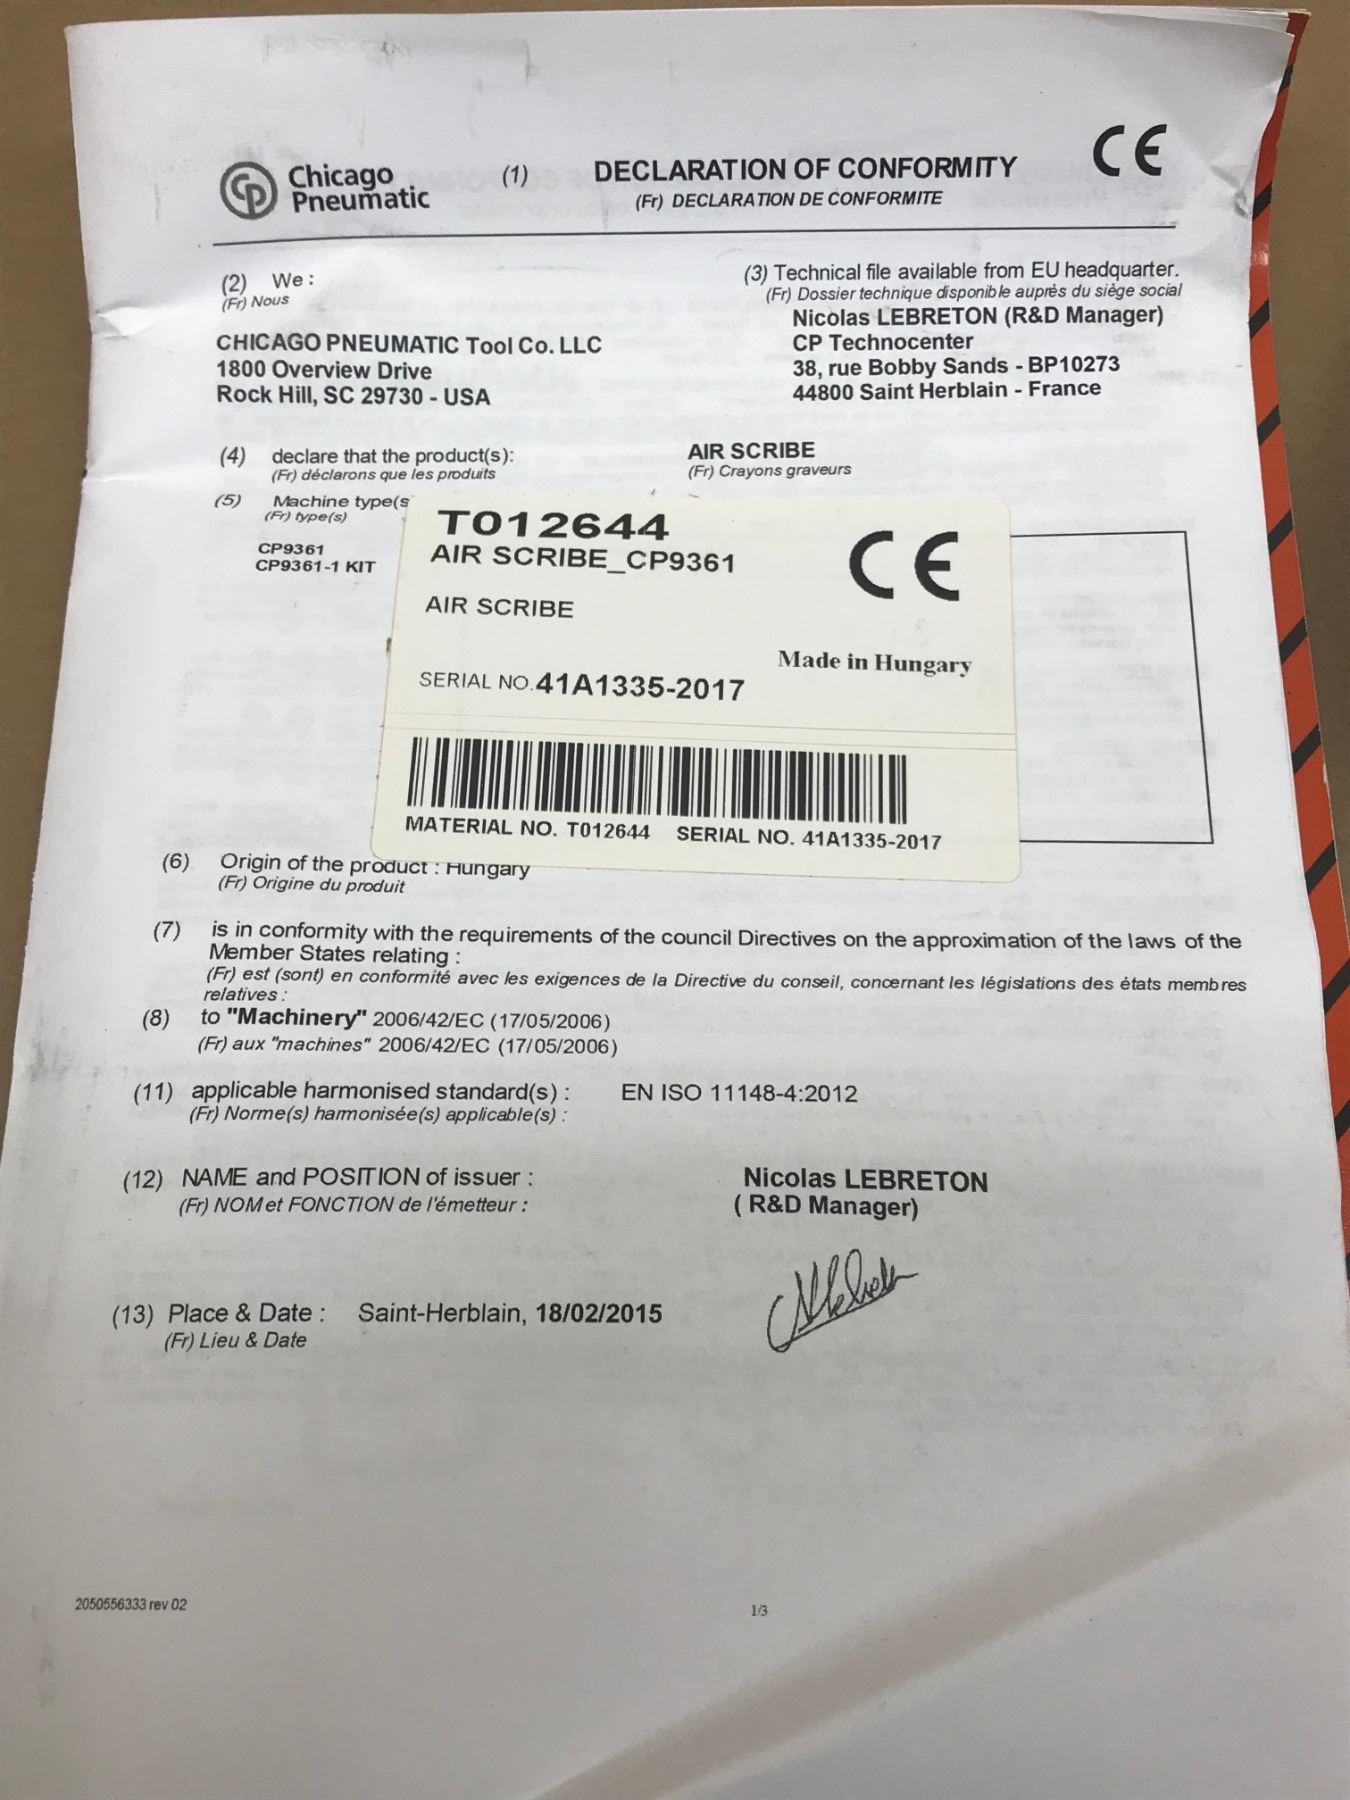 CE
Chicago
Pneumatic
(1) DECLARATION OF CONFORMITY
(Fr) DECLARATION DE CONFORMITE
(2) We :
(Fr) Nous
CHICAGO PNEUMATIC Tool Co. LLC
1800 Overview Drive
Rock Hill, SC 29730 - USA
(3) Technical file available from EU headquarter.
(Fr) Dossier technique disponible auprès du siège social
Nicolas LEBRETON (R&D Manager)
CP Technocenter
38, rue Bobby Sands - BP10273
44800 Saint Herblain - France
(4) declare that the product(s):
(Fr) déclarons que les produits
AIR SCRIBE
(Fr) Crayons graveurs
(5) Machine type(s
(Fr) type(s)
CP9361
CP9361-1 KIT
T012644
AIR SCRIBE_CP9361
CE
AIR SCRIBE
Made in Hungary
SERIAL NO.41A1335-2017
MATERIAL NO. T012644 SERIAL NO. 41A1335-2017
(6) Origin of the product : Hungary
(Fr) Origine du produit
(7) is in conformity with the requirements of the council Directives on the approximation of the laws of the
Member States relating :
(Fr) est (sont) en conformité avec les exigences de la Directive du conseil, concernant les législations des états membres
relatives :
(8) to "Machinery" 2006/42/EC (17/05/2006)
(Fr) aux "machines" 2006/42/EC (17/05/2006)
(11) applicable harmonised standard(s) : EN ISO 11148-4:2012
(Fr) Norme(s) harmonisée(s) applicable(s) :
(12) NAME and POSITION of issuer :
(Fr) NOM et FONCTION de l'émetteur :
Nicolas LEBRETON
( R&D Manager)
(13) Place & Date : Saint-Herblain, 18/02/2015
(Fr) Lieu & Date
2050556333 rev 02
1/3